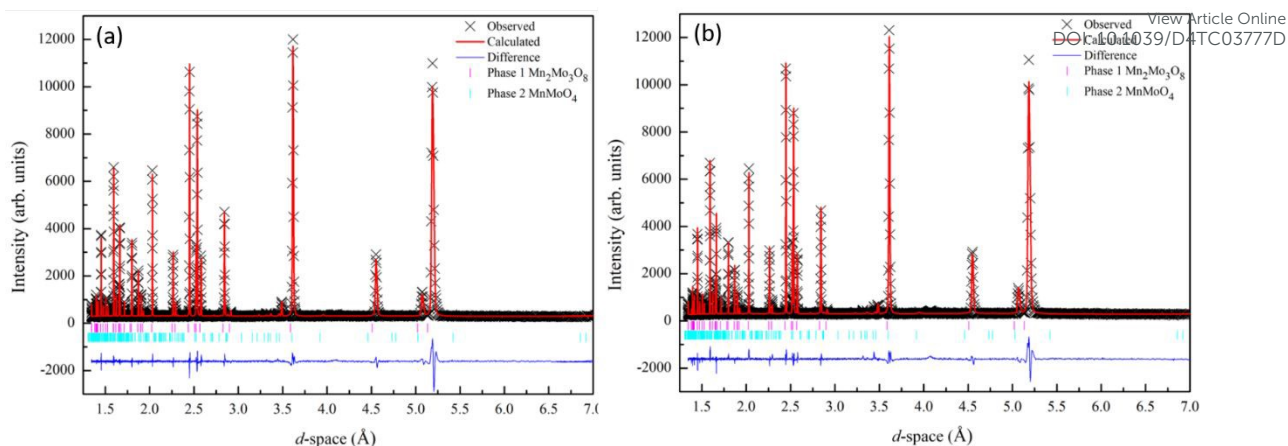 (a)
Observed
Calculated
Difference
Phase 1 Mn₂Mo₃O₈
Phase 2 MnMoO₄
12000
10000
8000
6000
4000
2000
0
-2000
Intensity (arb. units)
1.5 2.0 2.5 3.0 3.5 4.0 4.5 5.0 5.5 6.0 6.5 7.0
d-space (Å)
View Article Online
DOI: 10.1039/D4TC03777D
(b)
Observed
Calculated
Difference
Phase 1 Mn₂Mo₃O₈
Phase 2 MnMoO₄
12000
10000
8000
6000
4000
2000
0
-2000
Intensity (arb. units)
1.5 2.0 2.5 3.0 3.5 4.0 4.5 5.0 5.5 6.0 6.5 7.0
d-space (Å)